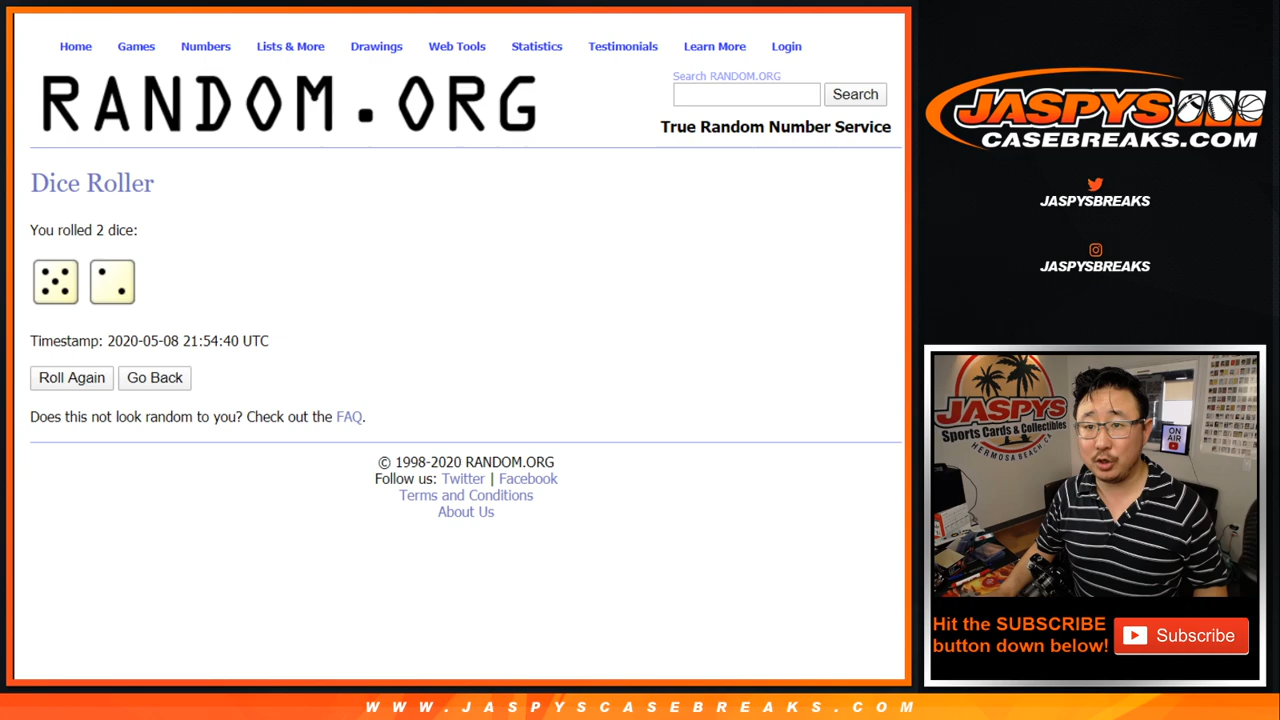 Home Games Numbers Lists & More Drawings Web Tools Statistics Testimonials Learn More Login
RANDOM.ORG
Search RANDOM.ORG
Search
True Random Number Service
Dice Roller
You rolled 2 dice:
Timestamp: 2020-05-08 21:54:40 UTC
Roll Again Go Back
Does this not look random to you? Check out the FAQ.
© 1998-2020 RANDOM.ORG
Follow us: Twitter | Facebook
Terms and Conditions
About Us
JASPYS
CASEBREAKS.COM
JASPYSBREAKS
JASPYSBREAKS
JASPYS
Sports Cards & Collectibles
HERMOSA BEACH, CA
ON
AIR
Hit the SUBSCRIBE
button down below!
Subscribe
WWW.JASPYSCASEBREAKS.COM